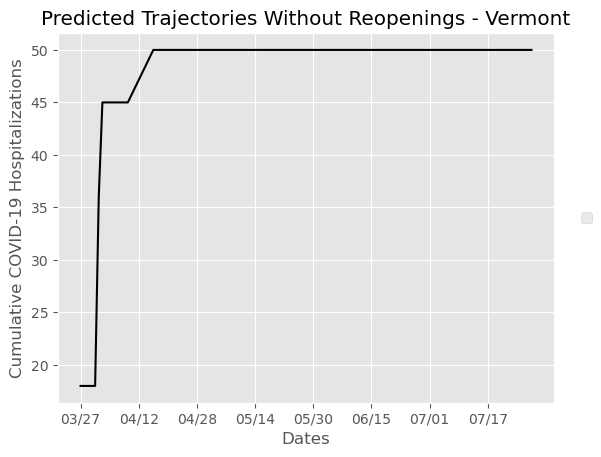 Predicted Trajectories Without Reopenings - Vermont
Cumulative COVID-19 Hospitalizations
50
45
40
35
30
25
20
03/27 04/12 04/28 05/14 05/30 06/15 07/01 07/17
Dates